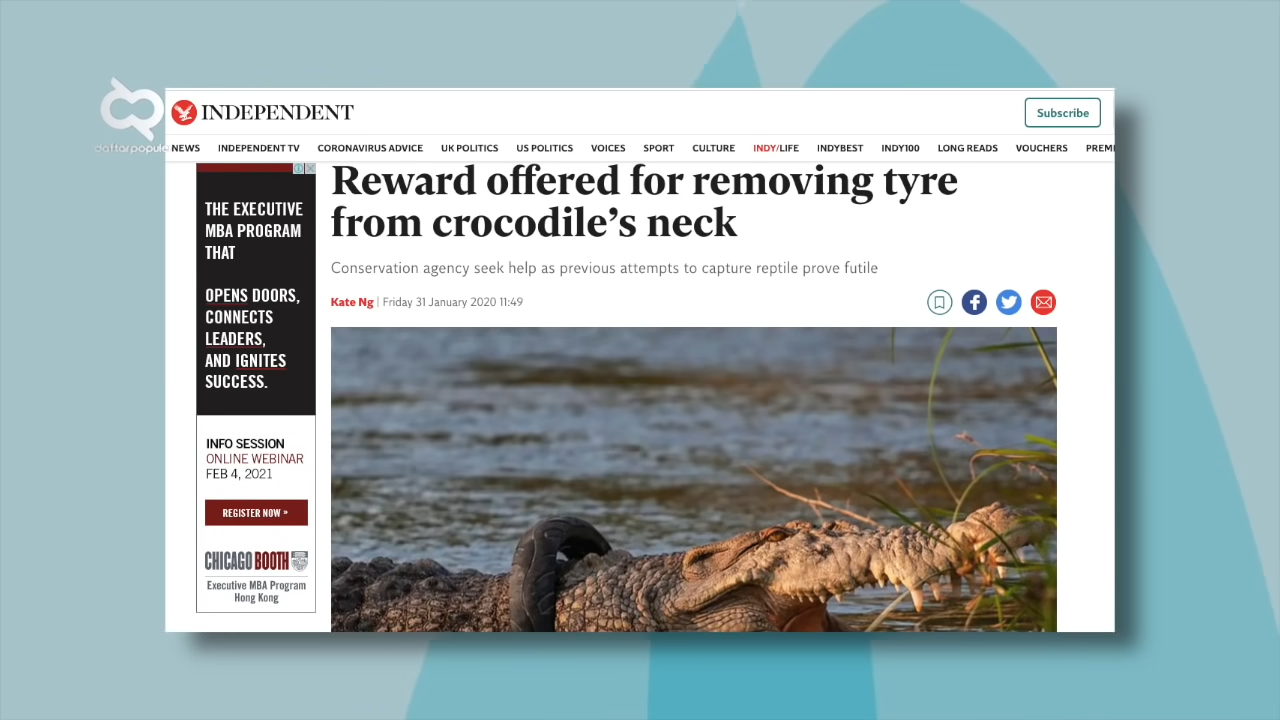 INDEPENDENT
Subscribe
daftarpopuler
NEWS INDEPENDENT TV CORONAVIRUS ADVICE UK POLITICS US POLITICS VOICES SPORT CULTURE INDY/LIFE INDYBEST INDY100 LONG READS VOUCHERS PREMI
THE EXECUTIVE
MBA PROGRAM
THAT
OPENS DOORS,
CONNECTS
LEADERS,
AND IGNITES
SUCCESS.
INFO SESSION
ONLINE WEBINAR
FEB 4, 2021
REGISTER NOW »
CHICAGO BOOTH
Executive MBA Program
Hong Kong
Reward offered for removing tyre
from crocodile's neck
Conservation agency seek help as previous attempts to capture reptile prove futile
Kate Ng | Friday 31 January 2020 11:49